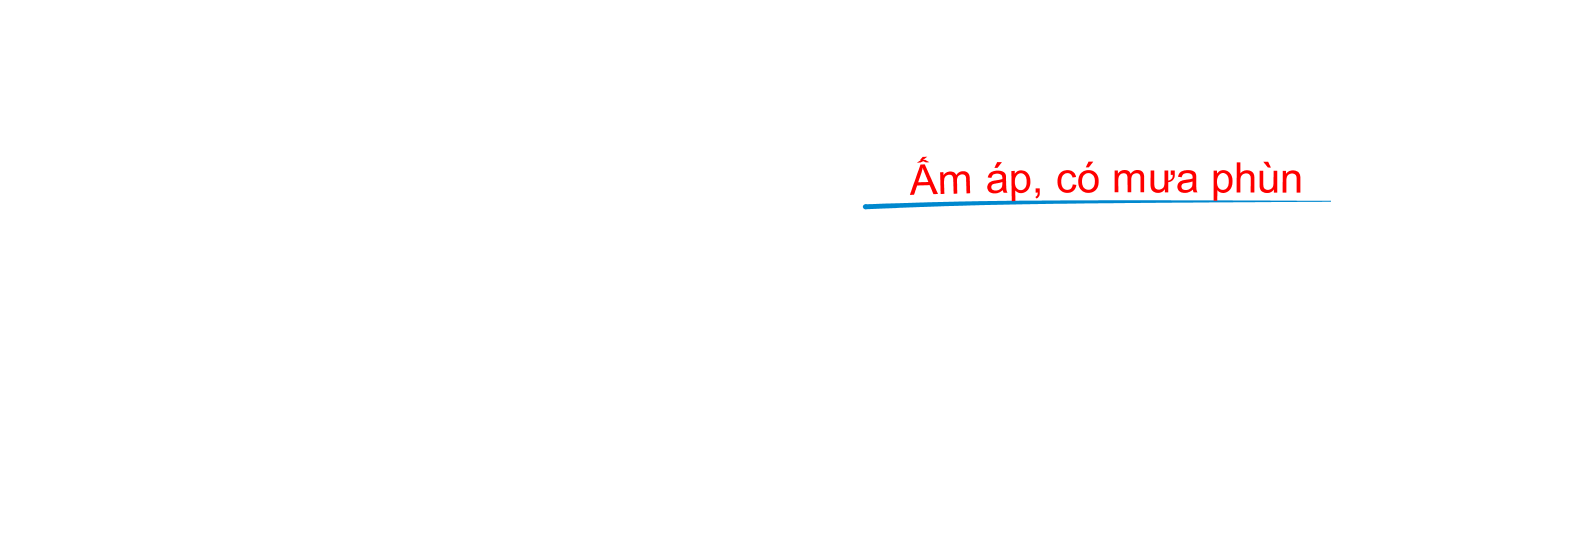 Ấm áp, có mưa phùn